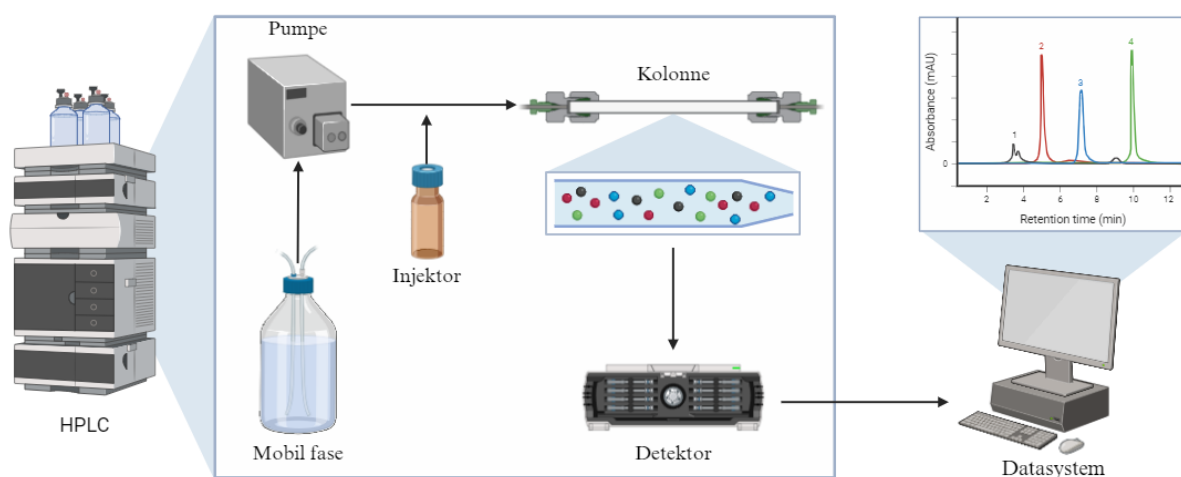 Pumpe
Kolonne
Injektor
HPLC
Mobil fase
Detektor
Datasystem
Absorbance (mAU)
0
1
2
3
4
2 4 6 8 10 12
Retention time (min)